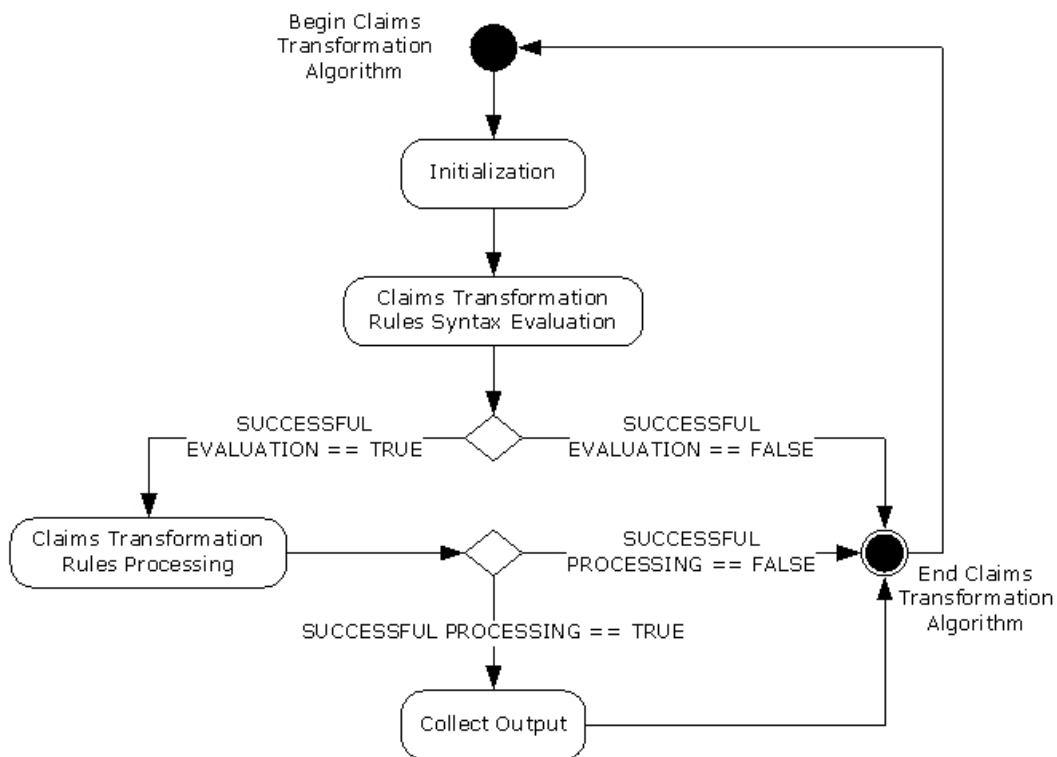 Begin Claims
Transformation
Algorithm
Initialization
Claims Transformation
Rules Syntax Evaluation
SUCCESSFUL
EVALUATION == TRUE
SUCCESSFUL
EVALUATION == FALSE
Claims Transformation
Rules Processing
SUCCESSFUL
PROCESSING == FALSE
End Claims
Transformation
Algorithm
SUCCESSFUL PROCESSING == TRUE
Collect Output